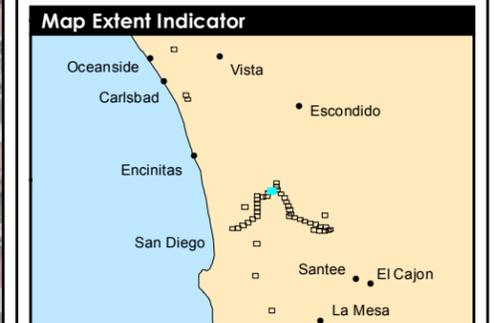 Map Extent Indicator
Oceanside
Vista
Carlsbad
Escondido
Encinitas
San Diego
Santee
El Cajon
La Mesa